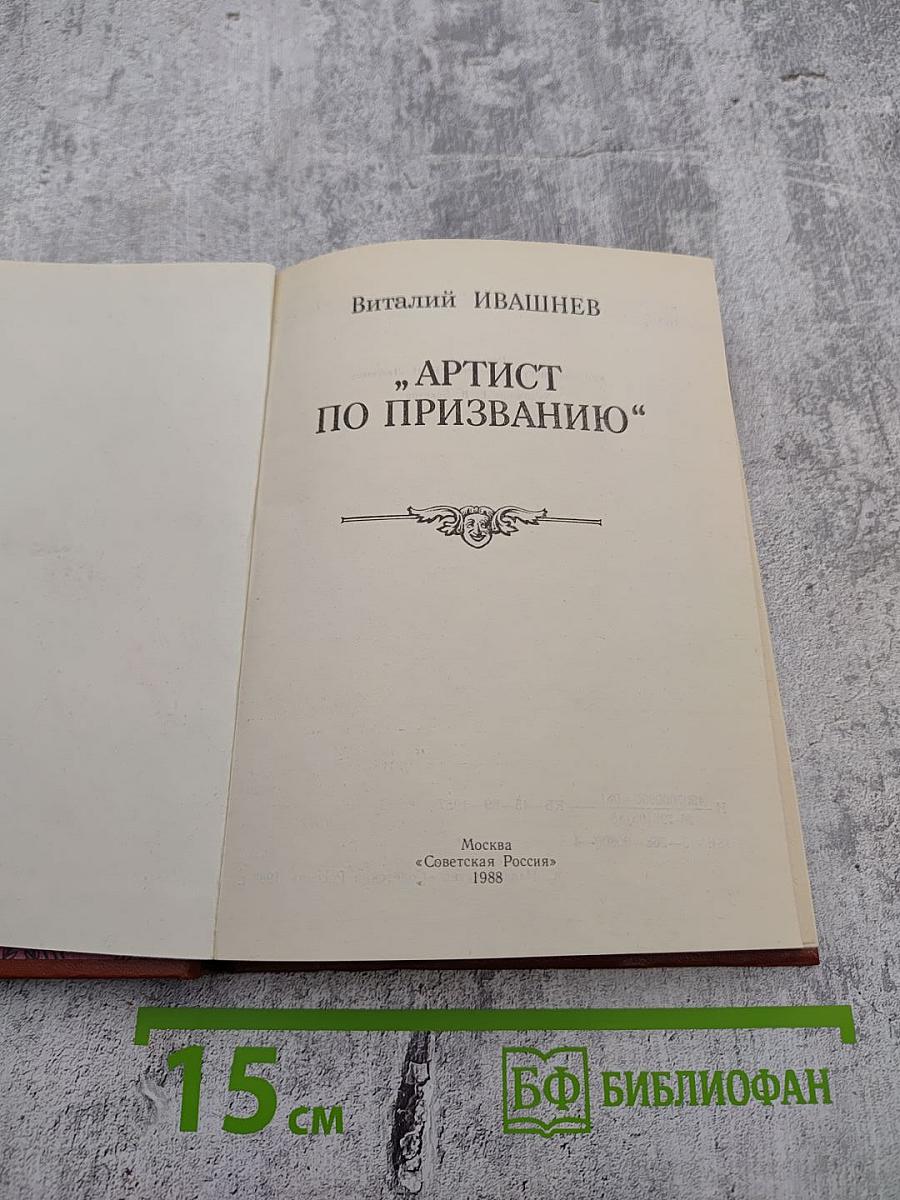 Виталий ИВАШНЕВ
„АРТИСТ
ПО ПРИЗВАНИЮ“
Москва
«Советская Россия»
1988
15 см
БФ БИБЛИОФАН